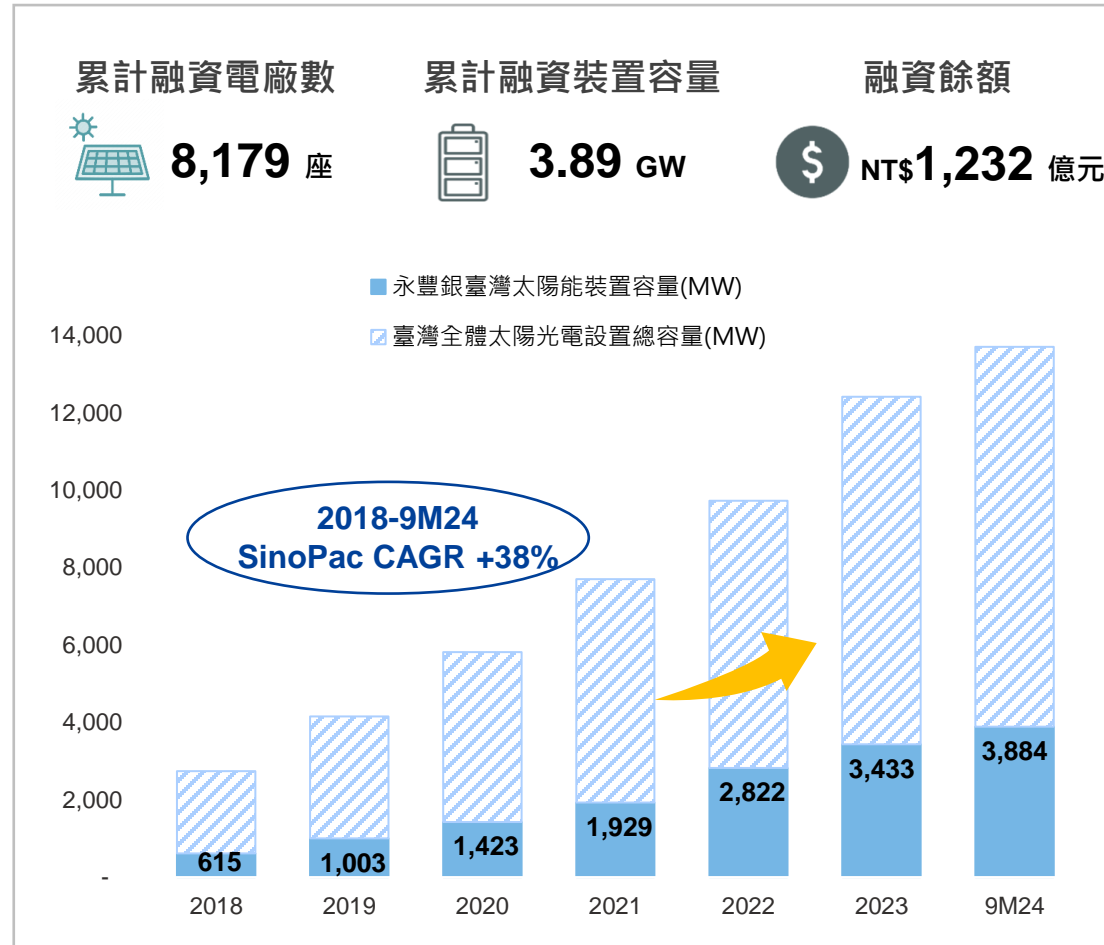 累計融資電廠數
累計融資裝置容量
融資餘額
8,179 座
3.89 GW
$
NT$1,232 億元
永豐銀臺灣太陽能裝置容量(MW)
臺灣全體太陽光電設置總容量(MW)
14,000
12,000
10,000
8,000
6,000
4,000
2,000
-
2018-9M24
SinoPac CAGR +38%
615
1,003
1,423
1,929
2,822
3,433
3,884
2018
2019
2020
2021
2022
2023
9M24